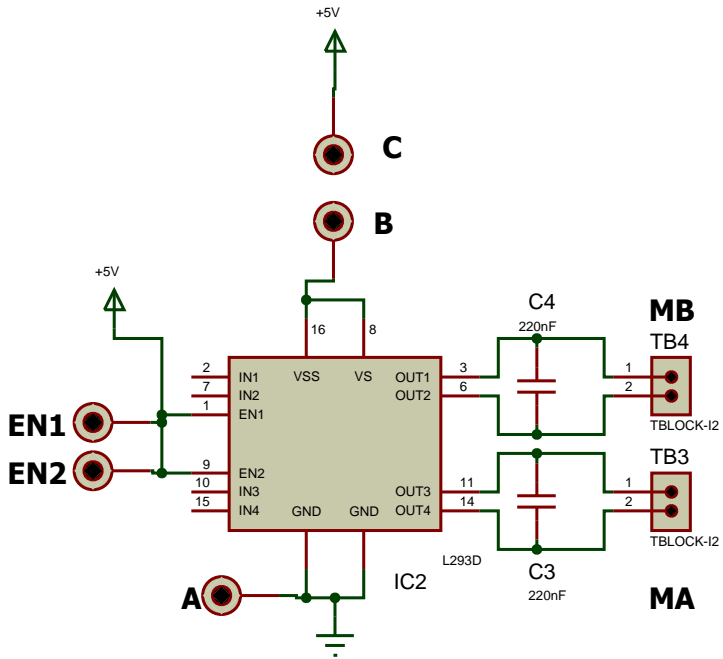 +5V
C
B
+5V
16
8
C4
220nF
MB
TB4
2
IN1
VSS
VS
OUT1
3
1
7
IN2
OUT2
6
2
1
EN1
EN1
TBLOCK-I2
EN2
9
EN2
TB3
10
IN3
OUT3
11
1
15
IN4
GND
GND
OUT4
14
2
TBLOCK-I2
L293D
A
IC2
C3
220nF
MA